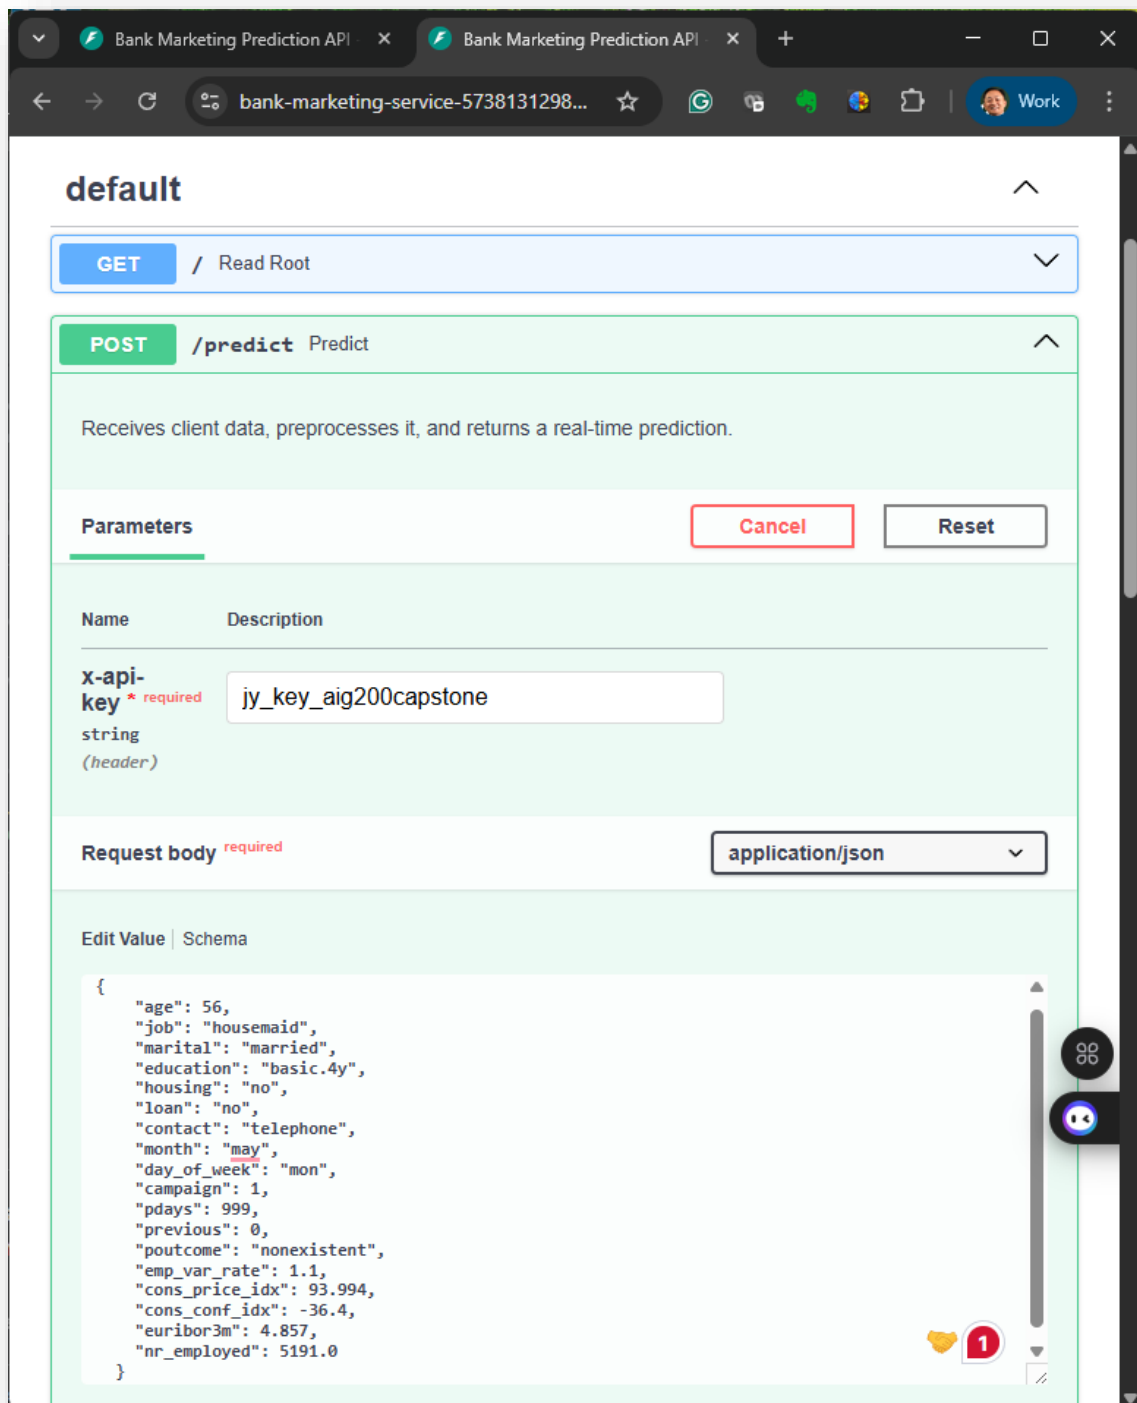 Bank Marketing Prediction API
Bank Marketing Prediction API
bank-marketing-service-5738131298...
Work
default
GET / Read Root
POST /predict Predict
Receives client data, preprocesses it, and returns a real-time prediction.
Parameters
Cancel
Reset
Name Description
x-api-
key * required
string
(header)
jy_key_aig200capstone
Request body required
application/json
Edit Value | Schema
{
"age": 56,
"job": "housemaid",
"marital": "married",
"education": "basic.4y",
"housing": "no",
"loan": "no",
"contact": "telephone",
"month": "may",
"day_of_week": "mon",
"campaign": 1,
"pdays": 999,
"previous": 0,
"poutcome": "nonexistent",
"emp_var_rate": 1.1,
"cons_price_idx": 93.994,
"cons_conf_idx": -36.4,
"euribor3m": 4.857,
"nr_employed": 5191.0
}
1